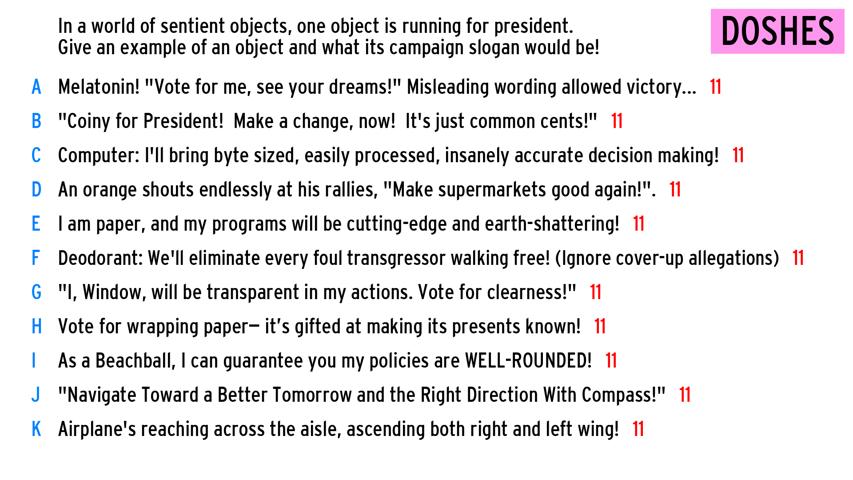 In a world of sentient objects, one object is running for president.
Give an example of an object and what its campaign slogan would be!
DOSHES
A Melatonin! "Vote for me, see your dreams!" Misleading wording allowed victory... 11
B "Coiny for President!  Make a change, now!  It's just common cents!" 11
C Computer: I'll bring byte sized, easily processed, insanely accurate decision making! 11
D An orange shouts endlessly at his rallies, "Make supermarkets good again!". 11
E I am paper, and my programs will be cutting-edge and earth-shattering! 11
F Deodorant: We'll eliminate every foul transgressor walking free! (Ignore cover-up allegations) 11
G "I, Window, will be transparent in my actions. Vote for clearness!" 11
H Vote for wrapping paper– it's gifted at making its presents known! 11
I As a Beachball, I can guarantee you my policies are WELL-ROUNDED! 11
J "Navigate Toward a Better Tomorrow and the Right Direction With Compass!" 11
K Airplane's reaching across the aisle, ascending both right and left wing! 11